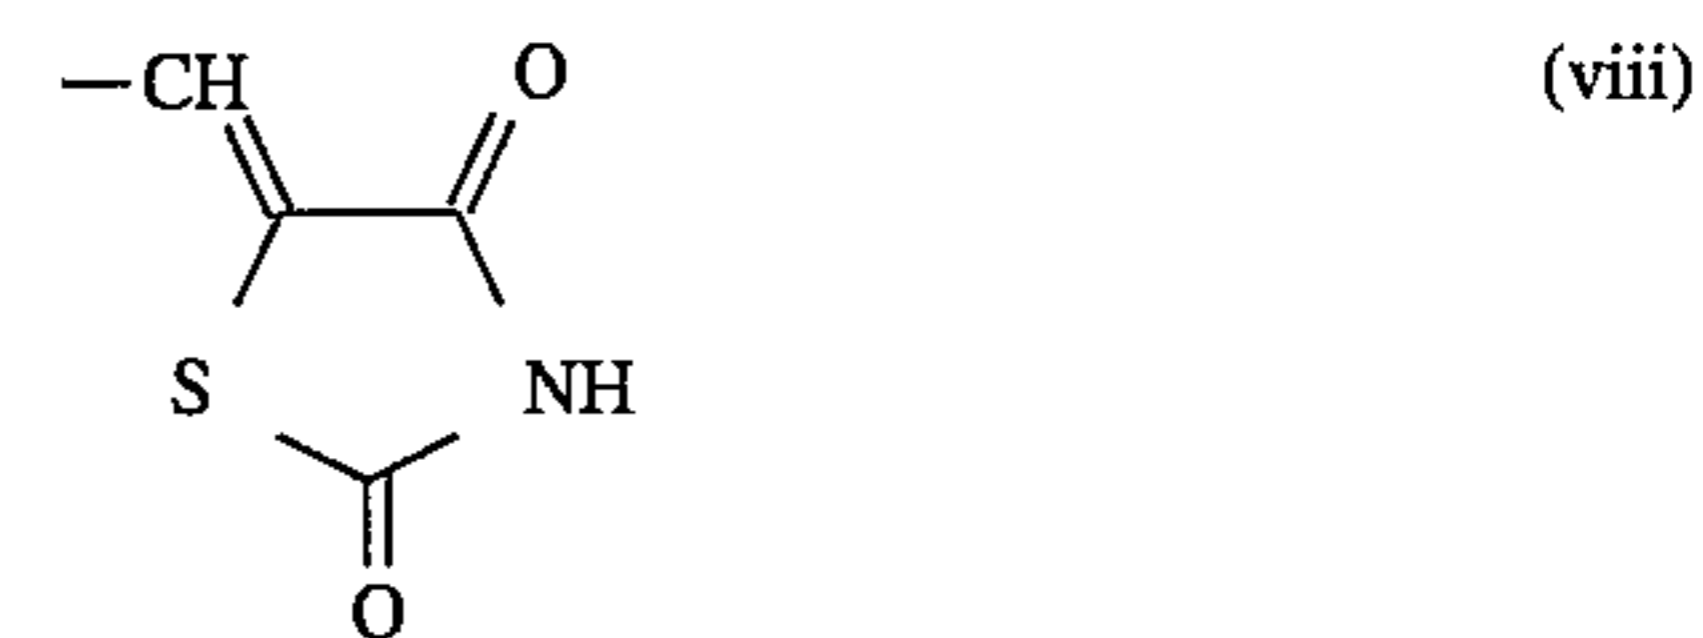 —CH O (viii)
S NH
O